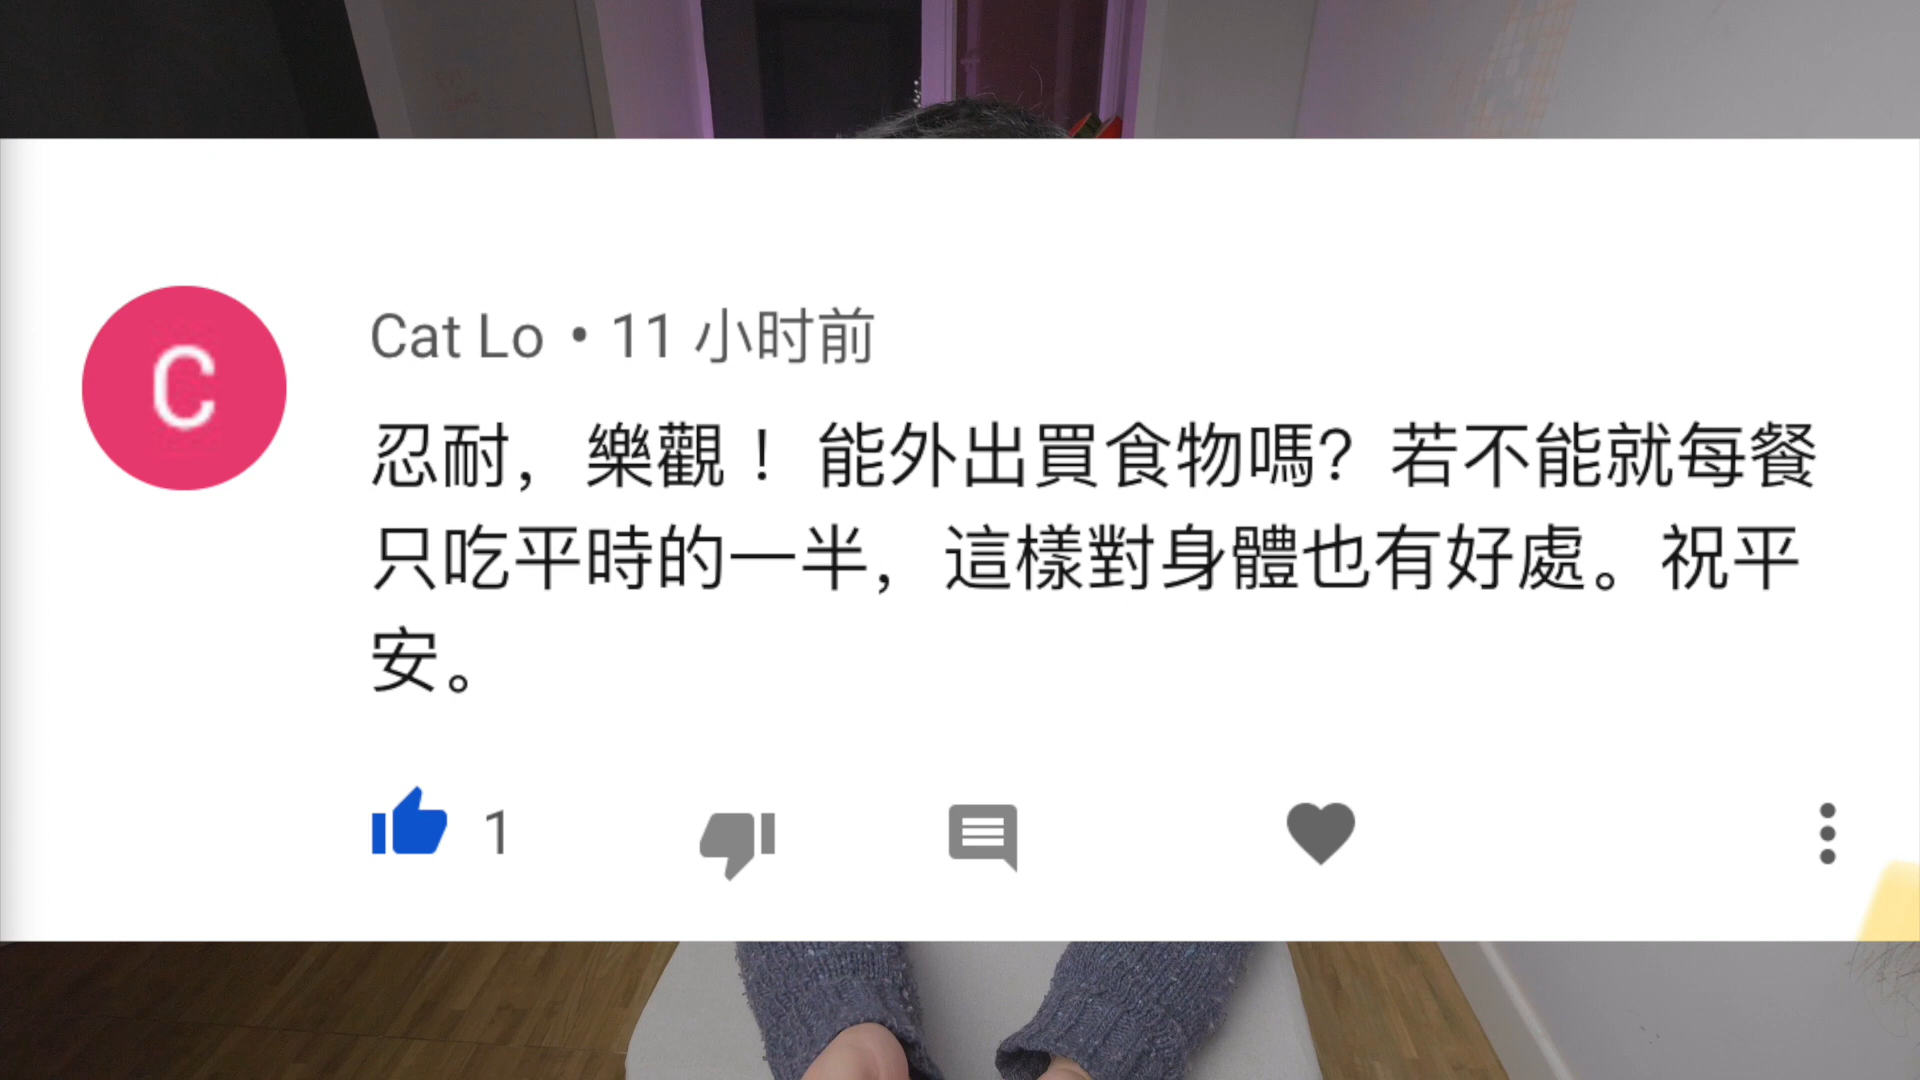 C
Cat Lo • 11 小时前
忍耐，樂觀！ 能外出買食物嗎？若不能就每餐
只吃平時的一半，這樣對身體也有好處。祝平
安。
1